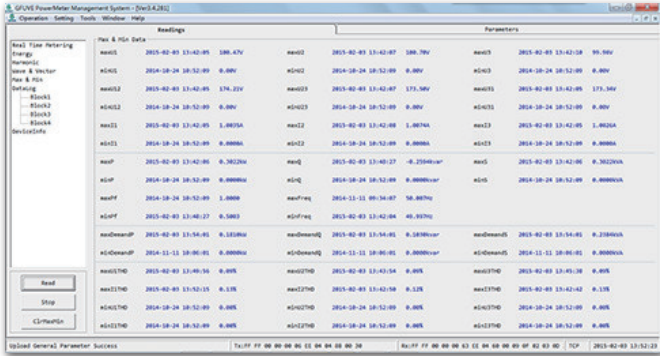 GFUVE PowerMeter Management System - [Ver3.4.281]
Operation Setting Tools Window Help
Readings Parameters
Real Time Metering
Energy
Harmonic
Wave & Vector
Max & Min
DataLog
Block1
Block2
Block3
Block4
DeviceInfo
Max & Min Data
maxU1 2015-02-03 13:42:05 100.47V maxU2 2015-02-03 13:42:07 100.70V maxU3 2015-02-03 13:42:10 99.94V
minU1 2014-10-24 10:52:09 0.00V minU2 2014-10-24 10:52:09 0.00V minU3 2014-10-24 10:52:09 0.00V
maxU12 2015-02-03 13:42:05 174.21V maxU23 2015-02-03 13:42:05 173.50V maxU31 2015-02-03 13:42:05 173.34V
minU12 2014-10-24 10:52:09 0.00V minU23 2014-10-24 10:52:09 0.00V minU31 2014-10-24 10:52:09 0.00V
maxI1 2015-02-03 13:42:05 1.0035A maxI2 2015-02-03 13:42:08 1.0074A maxI3 2015-02-03 13:42:05 1.0026A
minI1 2014-10-24 10:52:09 0.0000A minI2 2014-10-24 10:52:09 0.0000A minI3 2014-10-24 10:52:09 0.0000A
maxP 2015-02-03 13:42:06 0.3022kW maxQ 2015-02-03 13:40:27 maxS 2015-02-03 13:42:06 0.3022kVA
minP 2014-10-24 10:52:09 0.0000kW minQ 2014-10-24 10:52:09 0.0000kvar minS 2014-10-24 10:52:09 0.0000kVA
maxPf 2014-10-24 10:52:09 1.0000 maxFreq 2014-11-11 09:34:07 50.007Hz
minPf 2015-02-03 13:40:27 0.5003 minFreq 2015-02-03 13:42:04 49.997Hz
maxDemandP 2015-02-03 13:54:01 0.1810kW maxDemandQ 2015-02-03 13:54:01 maxDemandS 2015-02-03 13:54:01
minDemandP 2014-11-11 10:06:01 0.0000kW minDemandQ 2014-11-11 10:06:01 0.0000kvar minDemandS 2014-11-11 10:06:01 0.0000kVA
maxU1THD 2015-02-03 13:49:56 0.09% maxU2THD 2015-02-03 13:43:54 0.09% maxU3THD 2015-02-03 13:45:30 0.08%
maxI1THD 2015-02-03 13:52:15 0.13% maxI2THD 2015-02-03 13:42:50 0.12% maxI3THD 2015-02-03 13:42:42 0.13%
minU1THD 2014-10-24 10:52:09 0.00% minU2THD 2014-10-24 10:52:09 0.00% minU3THD 2014-10-24 10:52:09 0.00%
minI1THD 2014-10-24 10:52:09 0.00% minI2THD 2014-10-24 10:52:09 0.00% minI3THD 2014-10-24 10:52:09 0.00%
Read
Stop
ClrMaxMin
Upload General Parameter Success TCP 2015-02-03 13:52:23